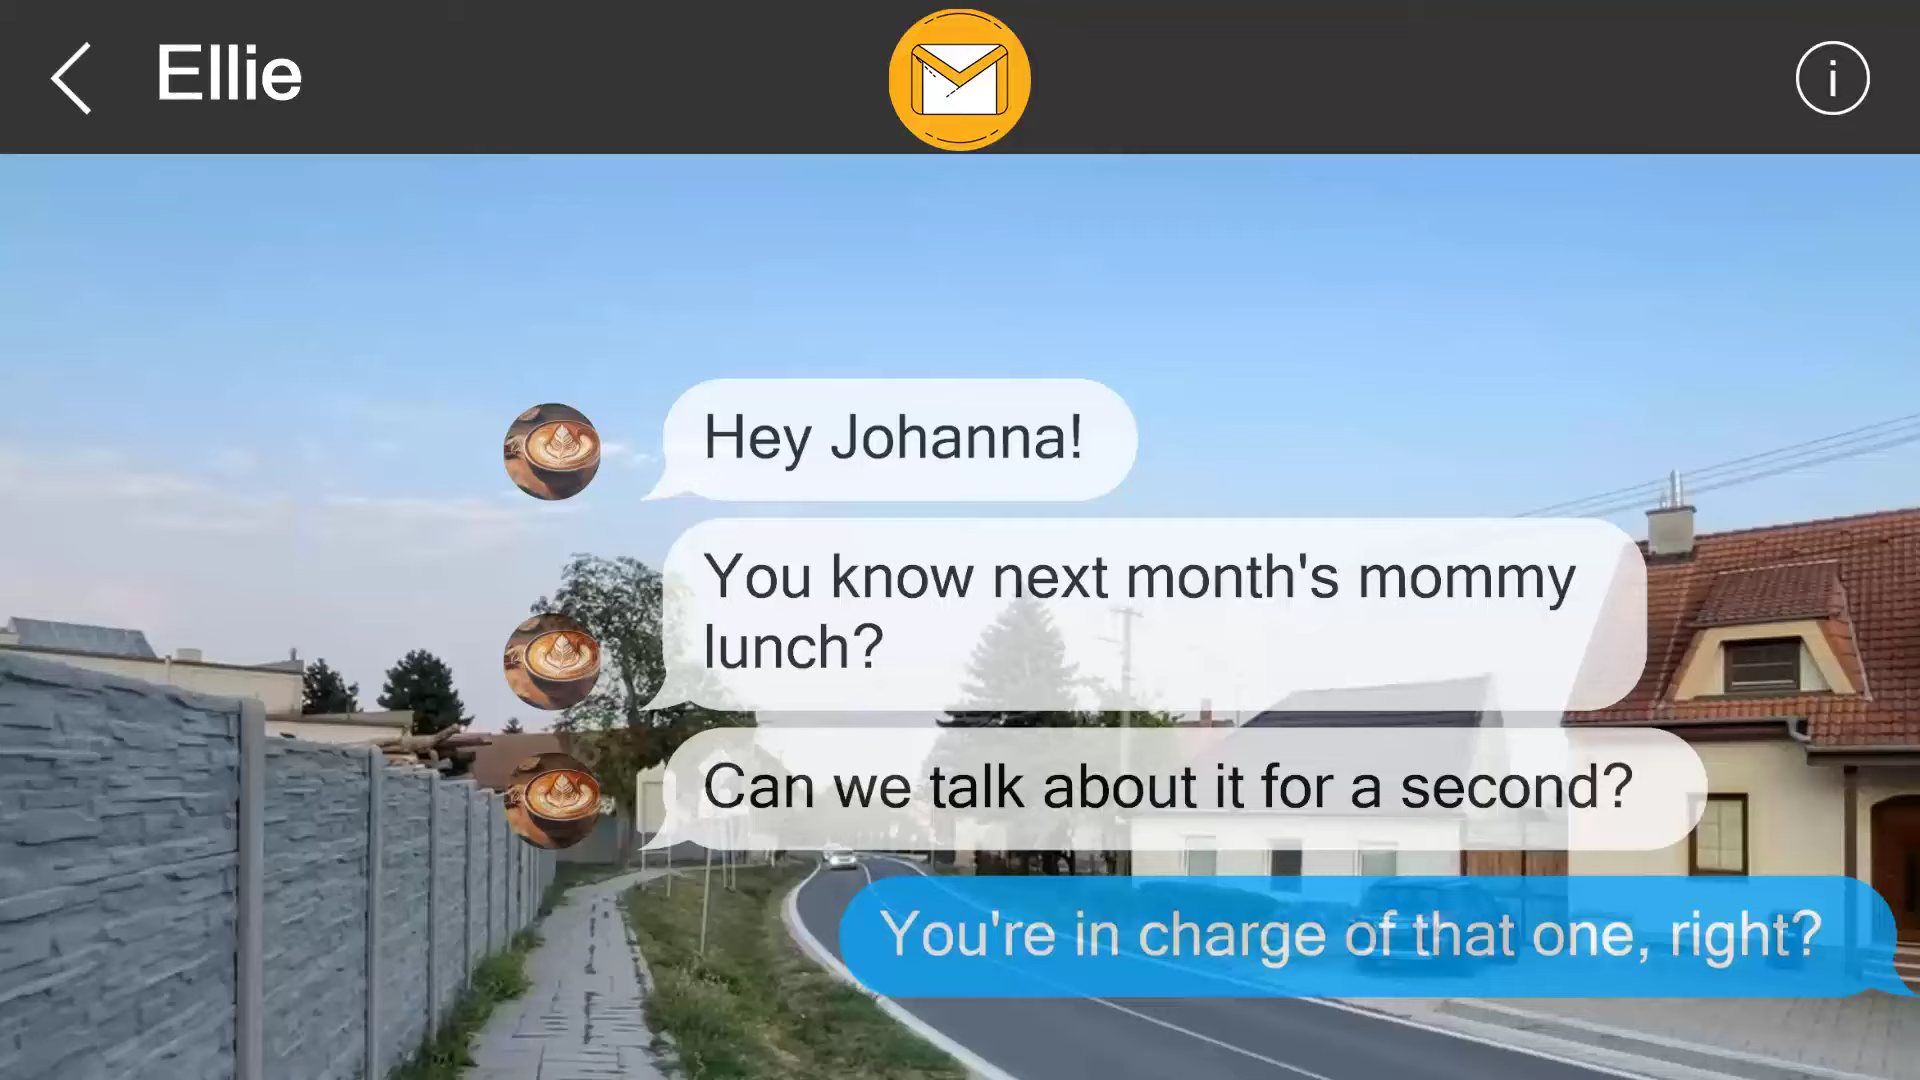 Ellie
i
Hey Johanna!
You know next month's mommy
lunch?
Can we talk about it for a second?
You're in charge of that one, right?